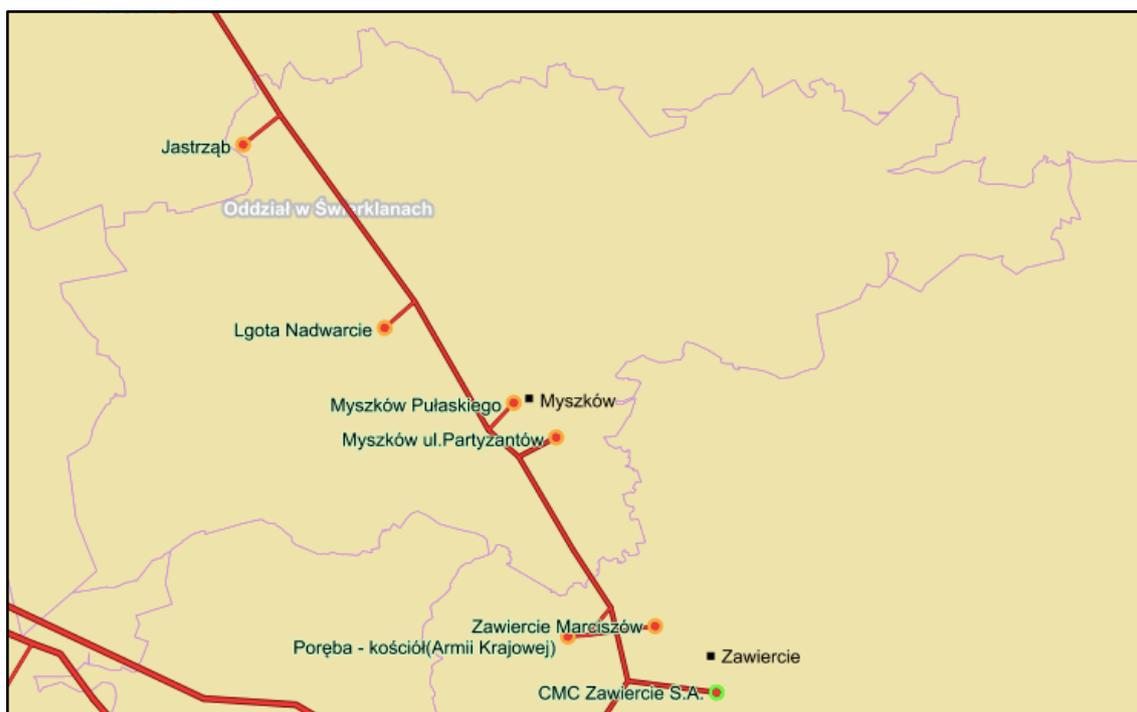 Jastrząb
Oddział w Świerklanach
Lgota Nadwarcie
Myszków Pułaskiego
Myszków
Myszków ul.Partyzantów
Zawiercie Marciszów
Poręba - kościół(Armii Krajowej)
Zawiercie
CMC Zawiercie S.A.